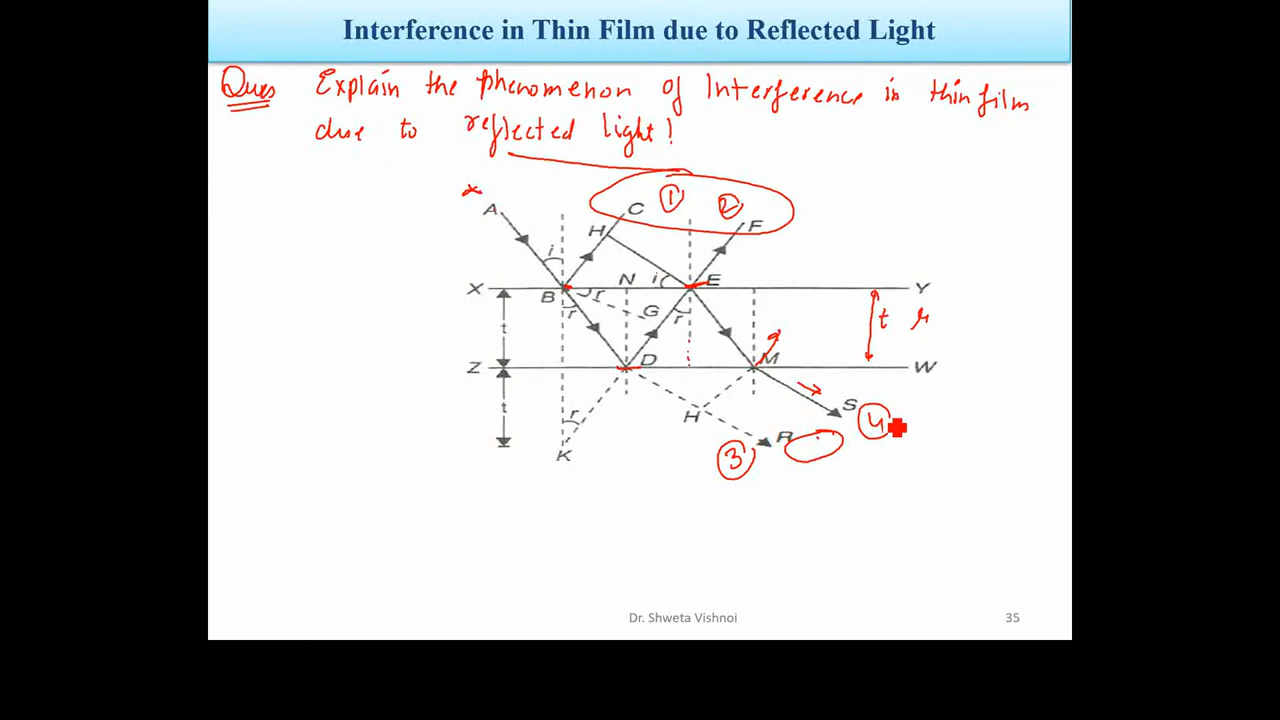 Interference in Thin Film due to Reflected Light
Ques Explain the phenomenon of Interference in thin film
due to reflected light?
① ②
A C F
H
i i E
X B r N Y
r G r t μ
t
Z D M W
t H S ④
r R
③
K
Dr. Shweta Vishnoi 35